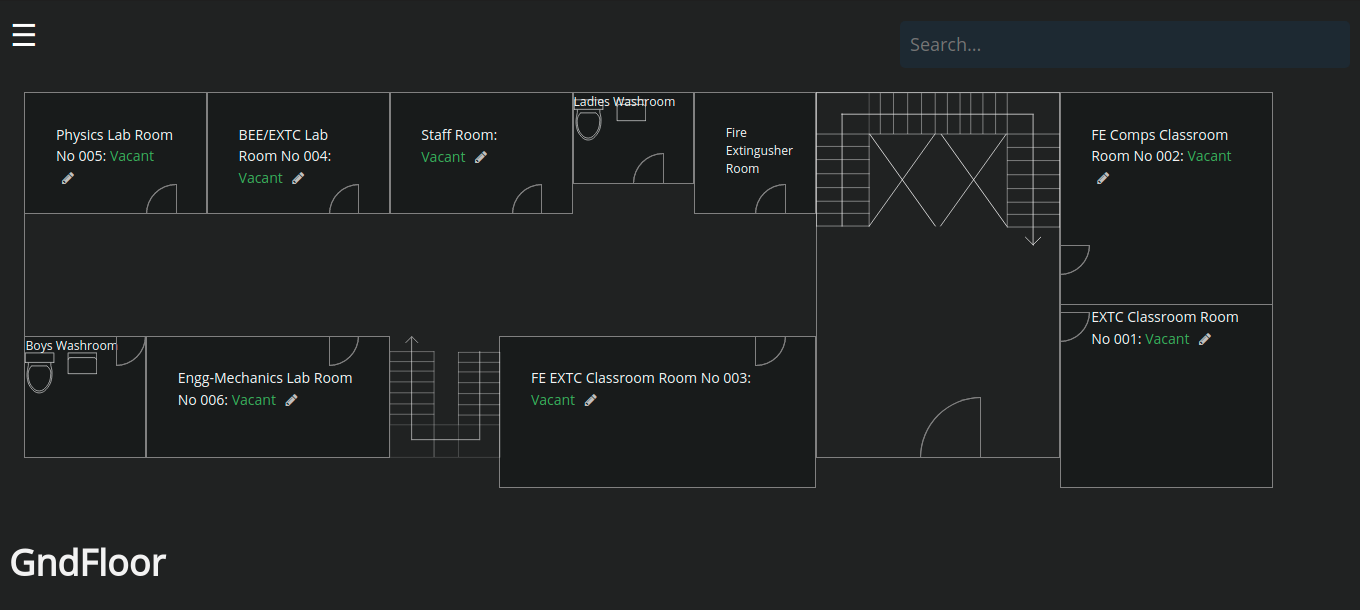 ☰
Search...
Physics Lab Room
No 005: Vacant
BEE/EXTC Lab
Room No 004:
Vacant
Staff Room:
Vacant
Ladies Washroom
Fire
Extingusher
Room
FE Comps Classroom
Room No 002: Vacant
EXTC Classroom Room
No 001: Vacant
Boys Washroom
Engg-Mechanics Lab Room
No 006: Vacant
FE EXTC Classroom Room No 003:
Vacant
GndFloor